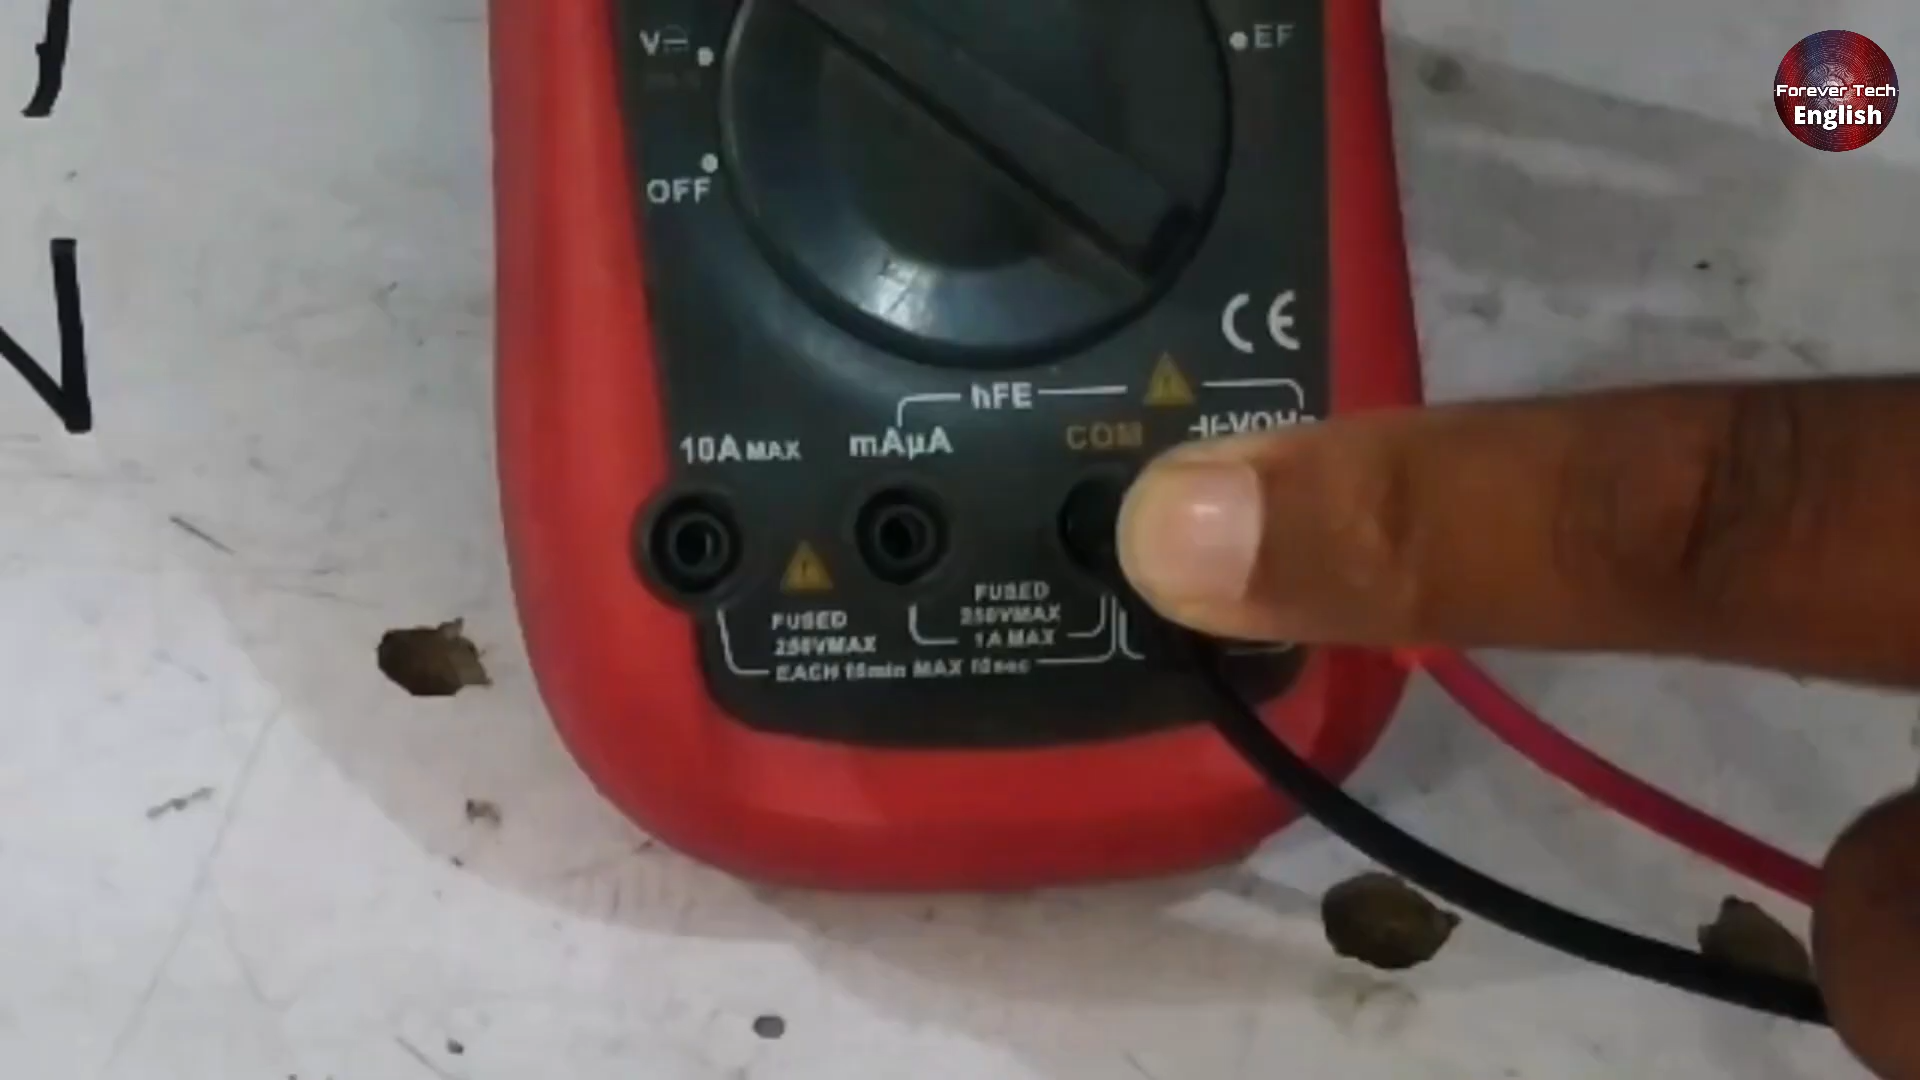 V
EF
Forever Tech
English
OFF
CE
hFE
10A MAX
mAµA
COM
FUSED
250VMAX
1A MAX
FUSED
250VMAX
EACH 15min MAX 10sec